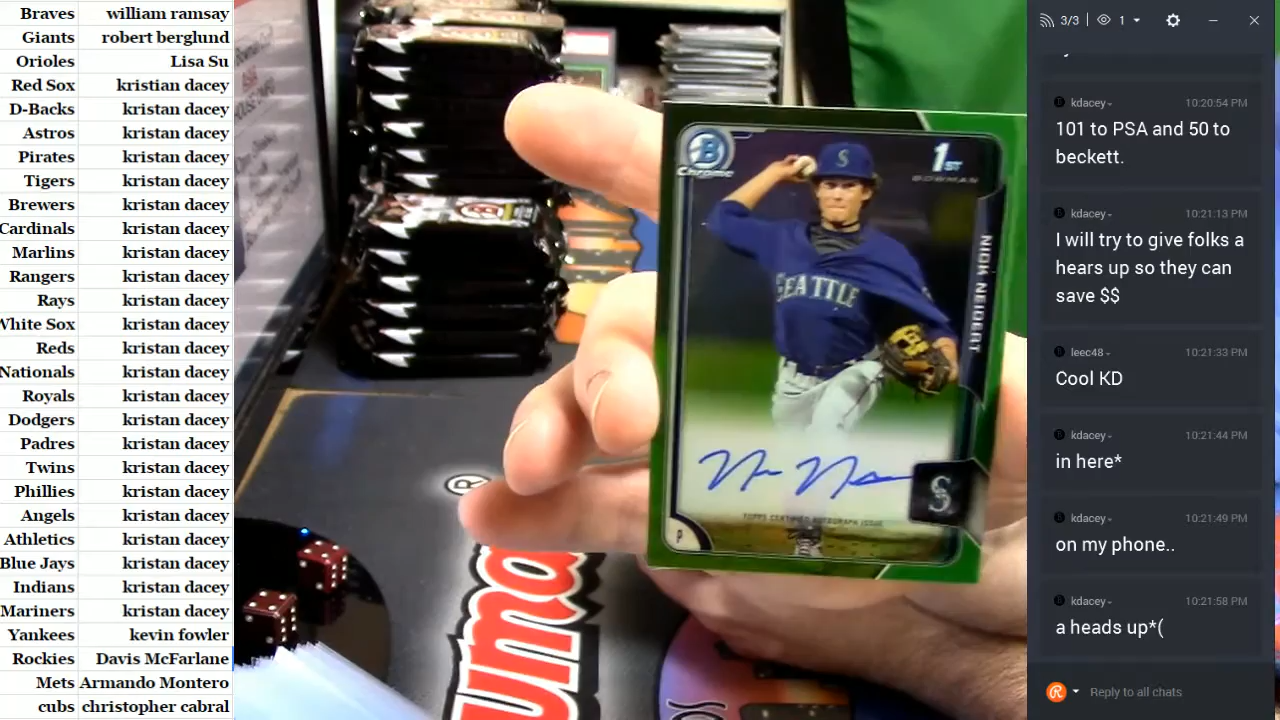 Braves william ramsay
Giants robert berglund
Orioles Lisa Su
Red Sox kristian dacey
D-Backs kristan dacey
Astros kristan dacey
Pirates kristan dacey
Tigers kristan dacey
Brewers kristan dacey
Cardinals kristan dacey
Marlins kristan dacey
Rangers kristan dacey
Rays kristan dacey
White Sox kristan dacey
Reds kristan dacey
Nationals kristan dacey
Royals kristan dacey
Dodgers kristan dacey
Padres kristan dacey
Twins kristan dacey
Phillies kristan dacey
Angels kristan dacey
Athletics kristan dacey
Blue Jays kristan dacey
Indians kristan dacey
Mariners kristan dacey
Yankees kevin fowler
Rockies Davis McFarlane
Mets Armando Montero
cubs christopher cabral
B
Chrome
1ST
BOWMAN
S
NICK NEIDERT
SEATTLE
TOPPS CERTIFIED AUTOGRAPH ISSUE
S
P
®
3/3 1
kdacey 10:20:54 PM
101 to PSA and 50 to
beckett.
kdacey 10:21:13 PM
I will try to give folks a
hears up so they can
save $$
leec48 10:21:33 PM
Cool KD
kdacey 10:21:44 PM
in here*
kdacey 10:21:49 PM
on my phone..
kdacey 10:21:58 PM
a heads up*(
Reply to all chats